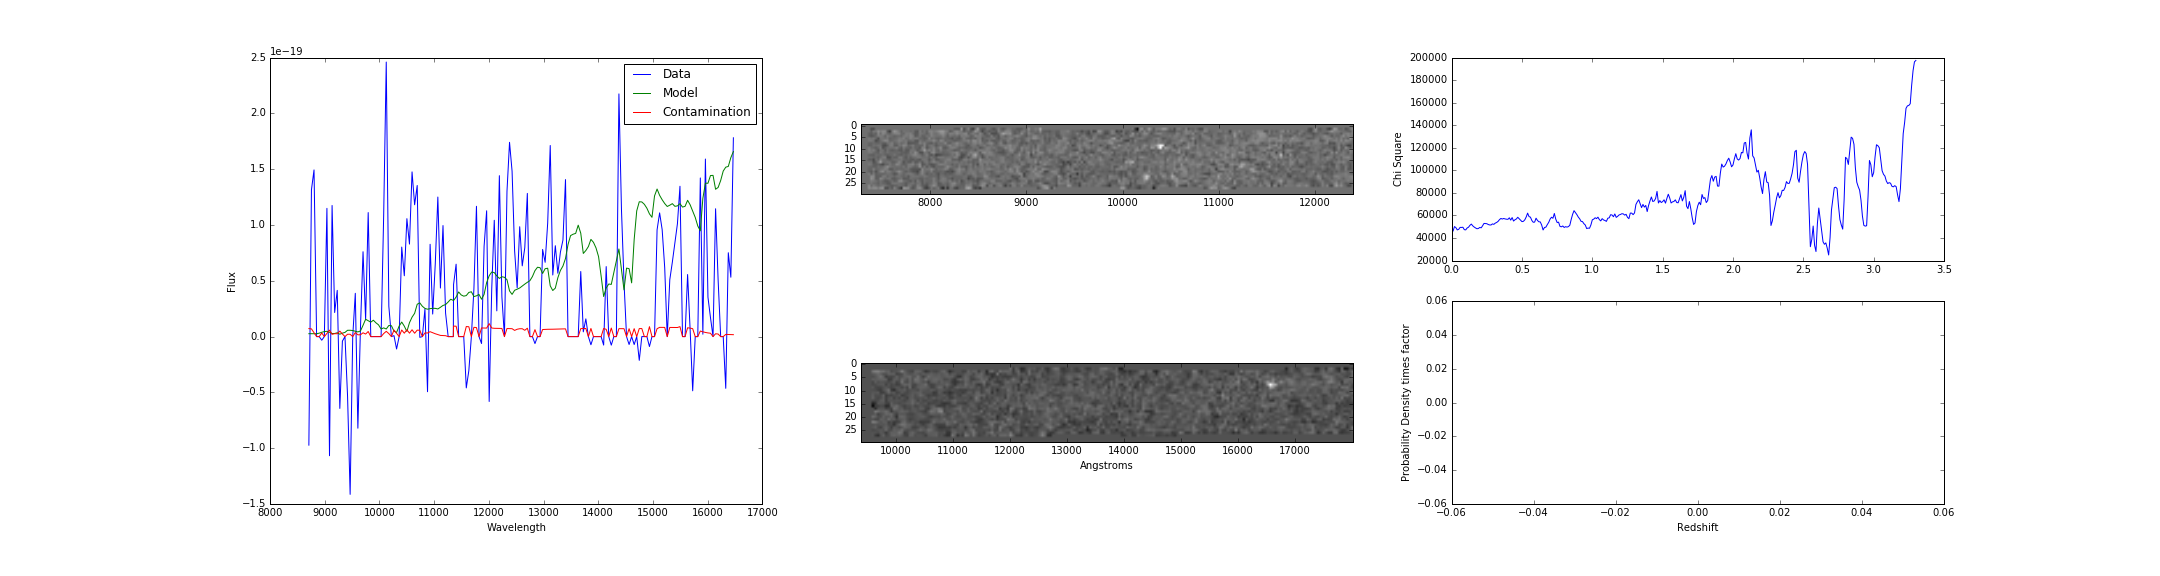 1e−19
2.5
2.0
1.5
1.0
0.5
0.0
−0.5
−1.0
−1.5
Flux
8000 9000 10000 11000 12000 13000 14000 15000 16000 17000
Wavelength
Data
Model
Contamination
0
5
10
15
20
25
8000 9000 10000 11000 12000
0
5
10
15
20
25
10000 11000 12000 13000 14000 15000 16000 17000
Angstroms
200000
180000
160000
140000
120000
100000
80000
60000
40000
20000
Chi Square
0.0 0.5 1.0 1.5 2.0 2.5 3.0 3.5
0.06
0.04
0.02
0.00
−0.02
−0.04
−0.06
Probability Density times factor
−0.06 −0.04 −0.02 0.00 0.02 0.04 0.06
Redshift